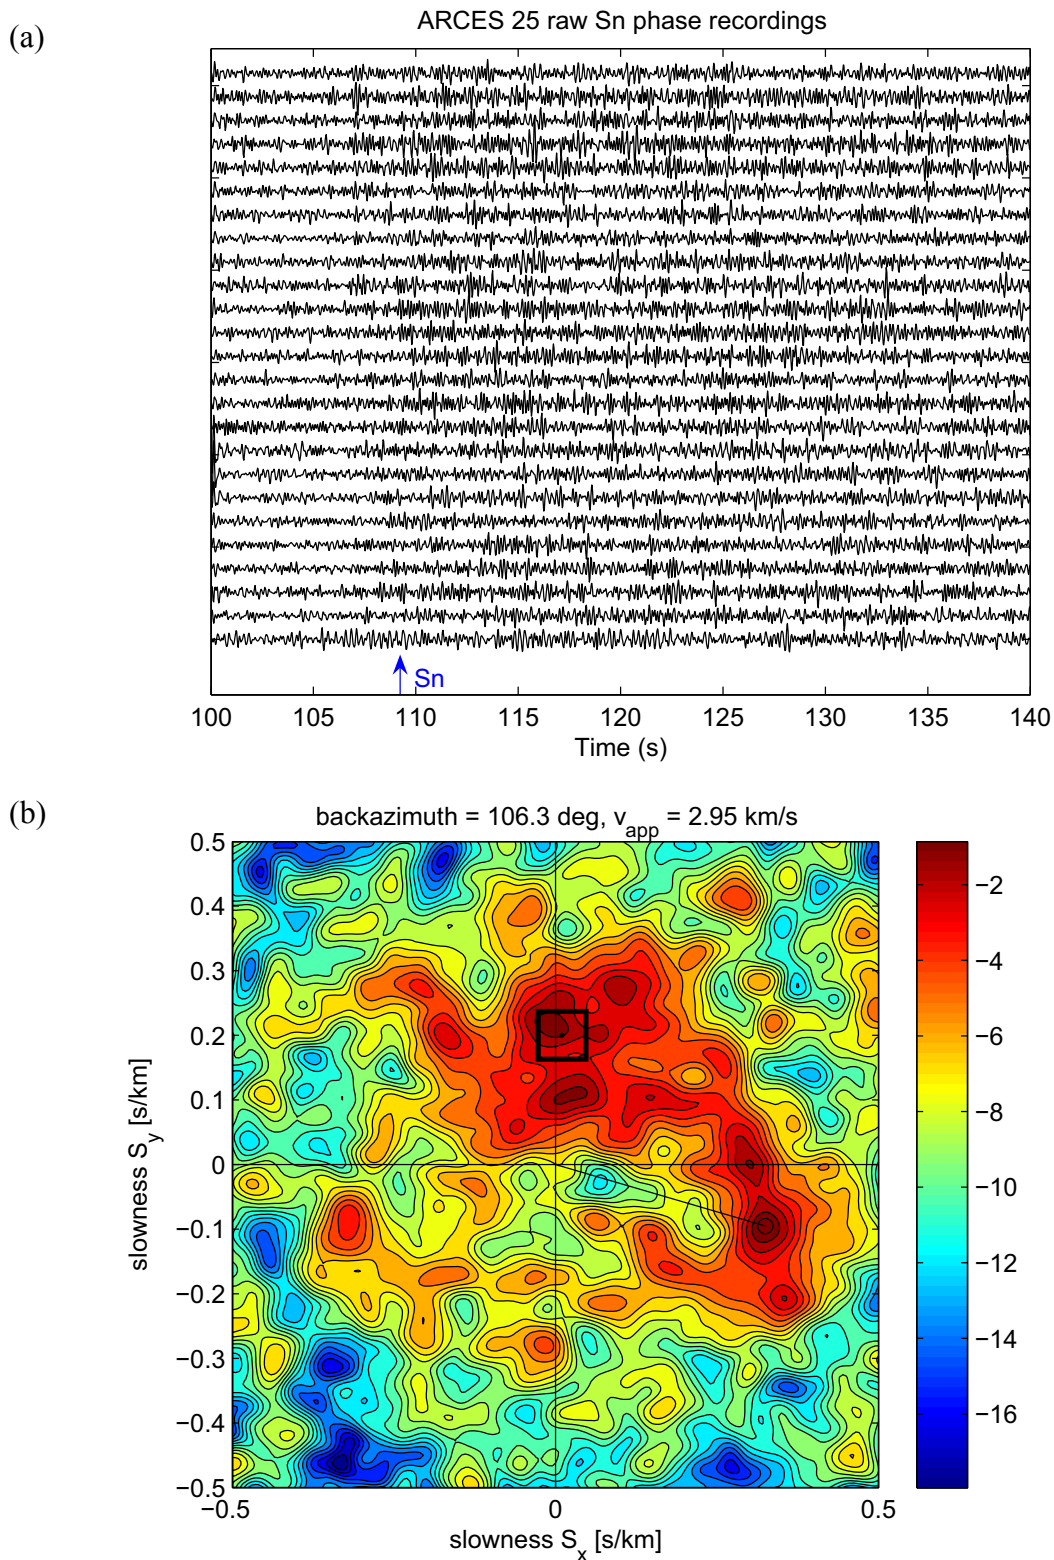 (a)
ARCES 25 raw Sn phase recordings
Sn
100 105 110 115 120 125 130 135 140
Time (s)
(b)
backazimuth = 106.3 deg, v_app = 2.95 km/s
0.5
0.4
0.3
0.2
0.1
0
−0.1
−0.2
−0.3
−0.4
−0.5
slowness S_y [s/km]
−0.5 0 0.5
slowness S_x [s/km]
−2
−4
−6
−8
−10
−12
−14
−16